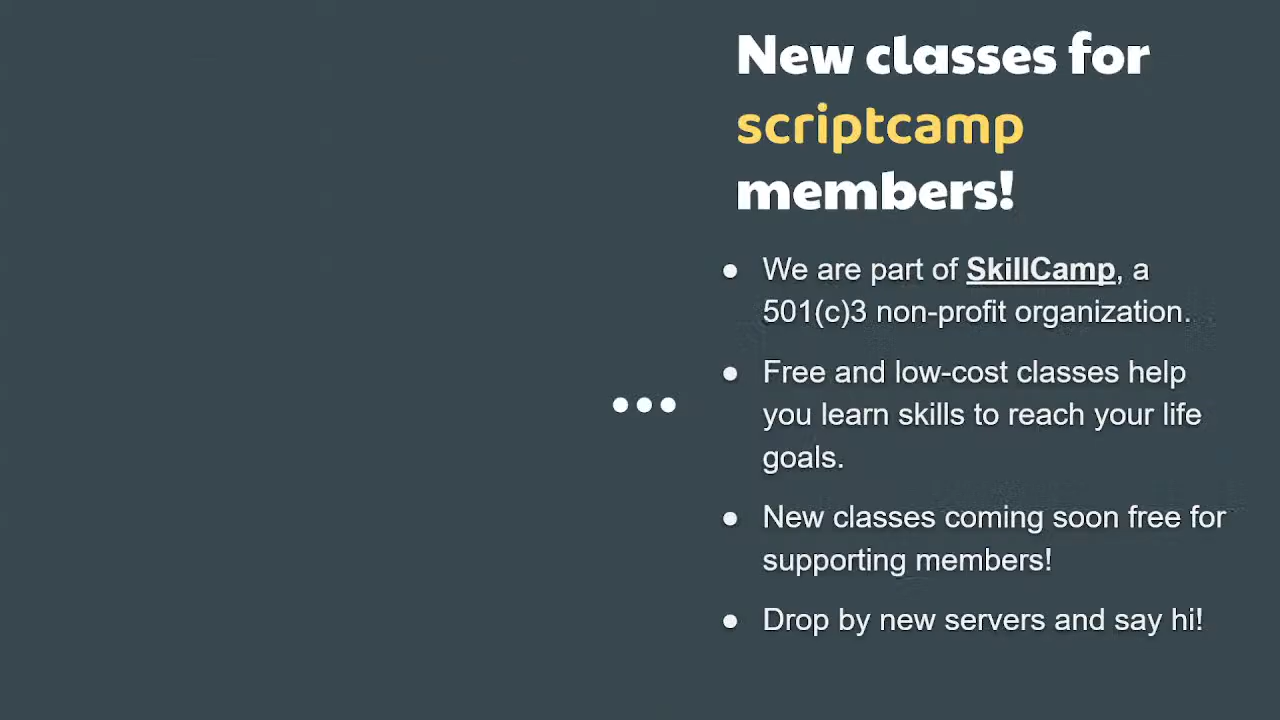 New classes for
scriptcamp
members!
● We are part of SkillCamp, a
501(c)3 non-profit organization.
● Free and low-cost classes help
you learn skills to reach your life
goals.
● New classes coming soon free for
supporting members!
● Drop by new servers and say hi!